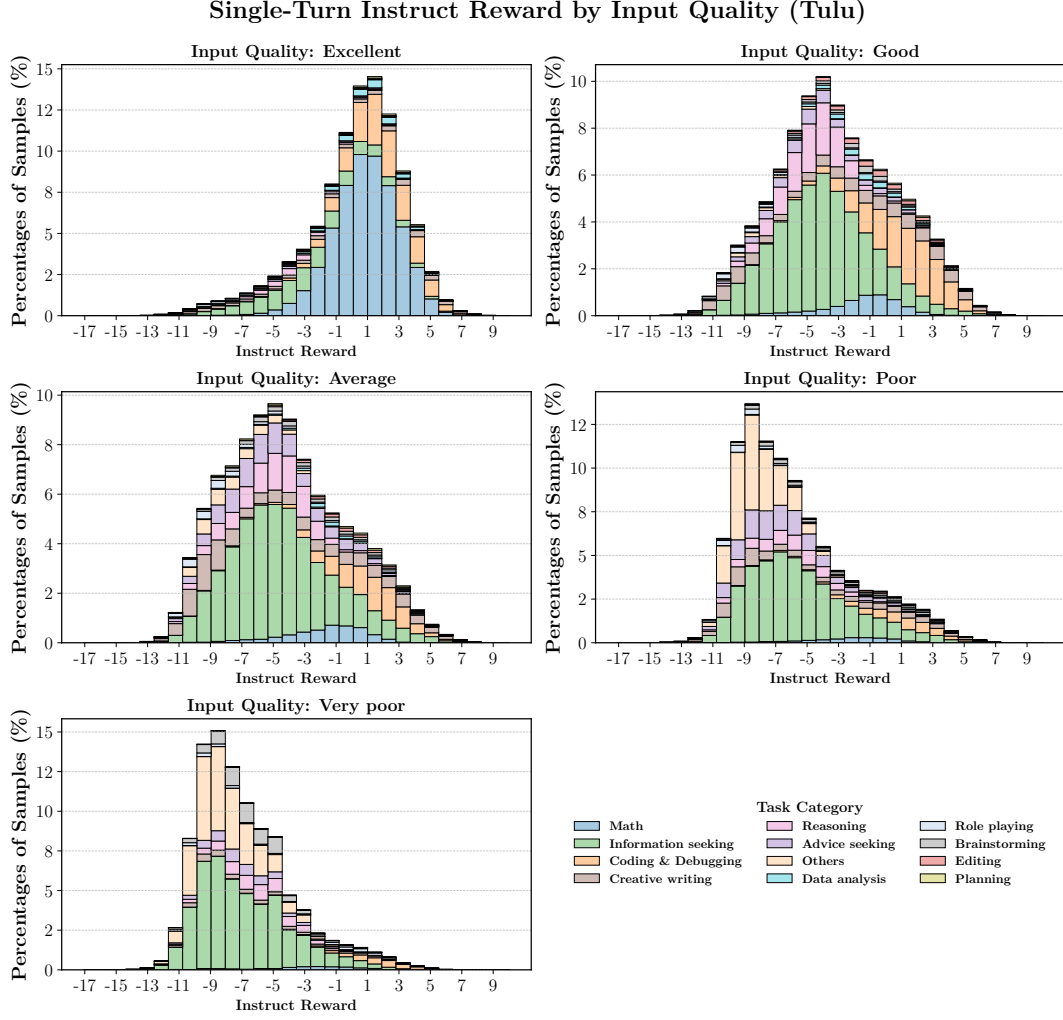 Single-Turn Instruct Reward by Input Quality (Tulu)
Input Quality: Excellent
Percentages of Samples (%)
15
12
10
8
5
2
0
-17 -15 -13 -11 -9 -7 -5 -3 -1 1 3 5 7 9
Instruct Reward
Input Quality: Good
Percentages of Samples (%)
10
8
6
4
2
0
-17 -15 -13 -11 -9 -7 -5 -3 -1 1 3 5 7 9
Instruct Reward
Input Quality: Average
Percentages of Samples (%)
10
8
6
4
2
0
-17 -15 -13 -11 -9 -7 -5 -3 -1 1 3 5 7 9
Instruct Reward
Input Quality: Poor
Percentages of Samples (%)
12
10
8
5
2
0
-17 -15 -13 -11 -9 -7 -5 -3 -1 1 3 5 7 9
Instruct Reward
Input Quality: Very poor
Percentages of Samples (%)
15
12
10
8
5
2
0
-17 -15 -13 -11 -9 -7 -5 -3 -1 1 3 5 7 9
Instruct Reward
Task Category
Math
Information seeking
Coding & Debugging
Creative writing
Reasoning
Advice seeking
Others
Data analysis
Role playing
Brainstorming
Editing
Planning